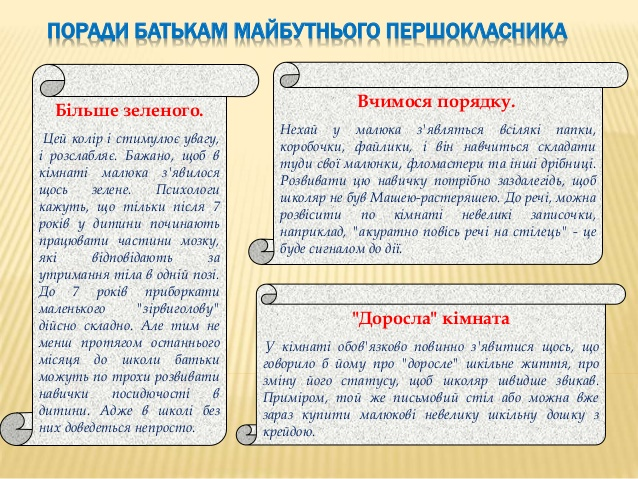 ПОРАДИ БАТЬКАМ МАЙБУТНЬОГО ПЕРШОКЛАСНИКА
Більше зеленого.
Цей колір і стимулює увагу,
і розслабляє. Бажано, щоб в
кімнаті малюка з'явилося
щось зелене. Психологи
кажуть, що тільки після 7
років у дитини починають
працювати частини мозку,
які відповідають за
утримання тіла в одній позі.
До 7 років приборкати
маленького "зірвиголову"
дійсно складно. Але тим не
менш протягом останнього
місяця до школи батьки
можуть по трохи розвивати
навички посидючості в
дитини. Адже в школі без
них доведеться непросто.
Вчимося порядку.
Нехай у малюка з'являться всілякі папки,
коробочки, файлики, і він навчиться складати
туди свої малюнки, фломастери та інші дрібниці.
Розвивати цю навичку потрібно заздалегідь, щоб
школяр не був Машею-растеряшею. До речі, можна
розвісити по кімнаті невеликі записочки,
наприклад, "акуратно повісь речі на стілець" - це
буде сигналом до дії.
"Доросла" кімната
У кімнаті обов'язково повинно з'явитися щось, що
говорило б йому про "доросле" шкільне життя, про
зміну його статусу, щоб школяр швидше звикав.
Приміром, той же письмовий стіл або можна вже
зараз купити малюкові невелику шкільну дошку з
крейдою.